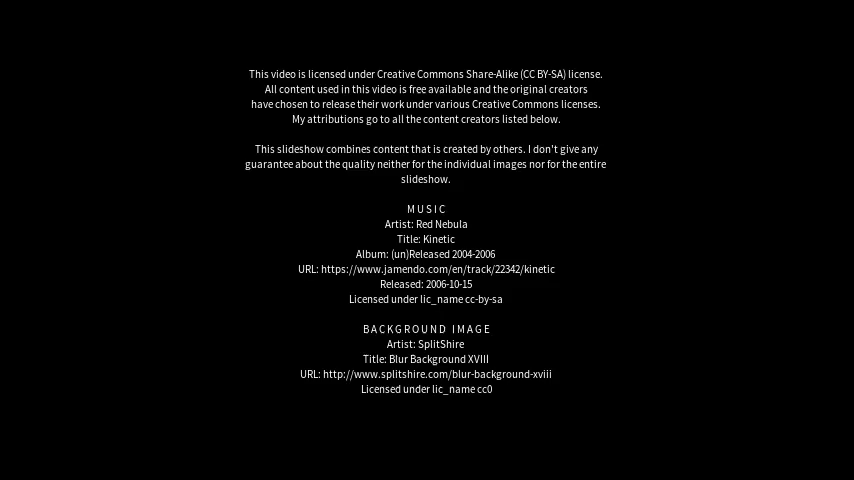 This video is licensed under Creative Commons Share-Alike (CC BY-SA) license.
All content used in this video is free available and the original creators
have chosen to release their work under various Creative Commons licenses.
My attributions go to all the content creators listed below.
This slideshow combines content that is created by others. I don't give any
guarantee about the quality neither for the individual images nor for the entire
slideshow.
MUSIC
Artist: Red Nebula
Title: Kinetic
Album: (un)Released 2004-2006
URL: https://www.jamendo.com/en/track/22342/kinetic
Released: 2006-10-15
Licensed under lic_name cc-by-sa
BACKGROUND IMAGE
Artist: SplitShire
Title: Blur Background XVIII
URL: http://www.splitshire.com/blur-background-xviii
Licensed under lic_name cc0